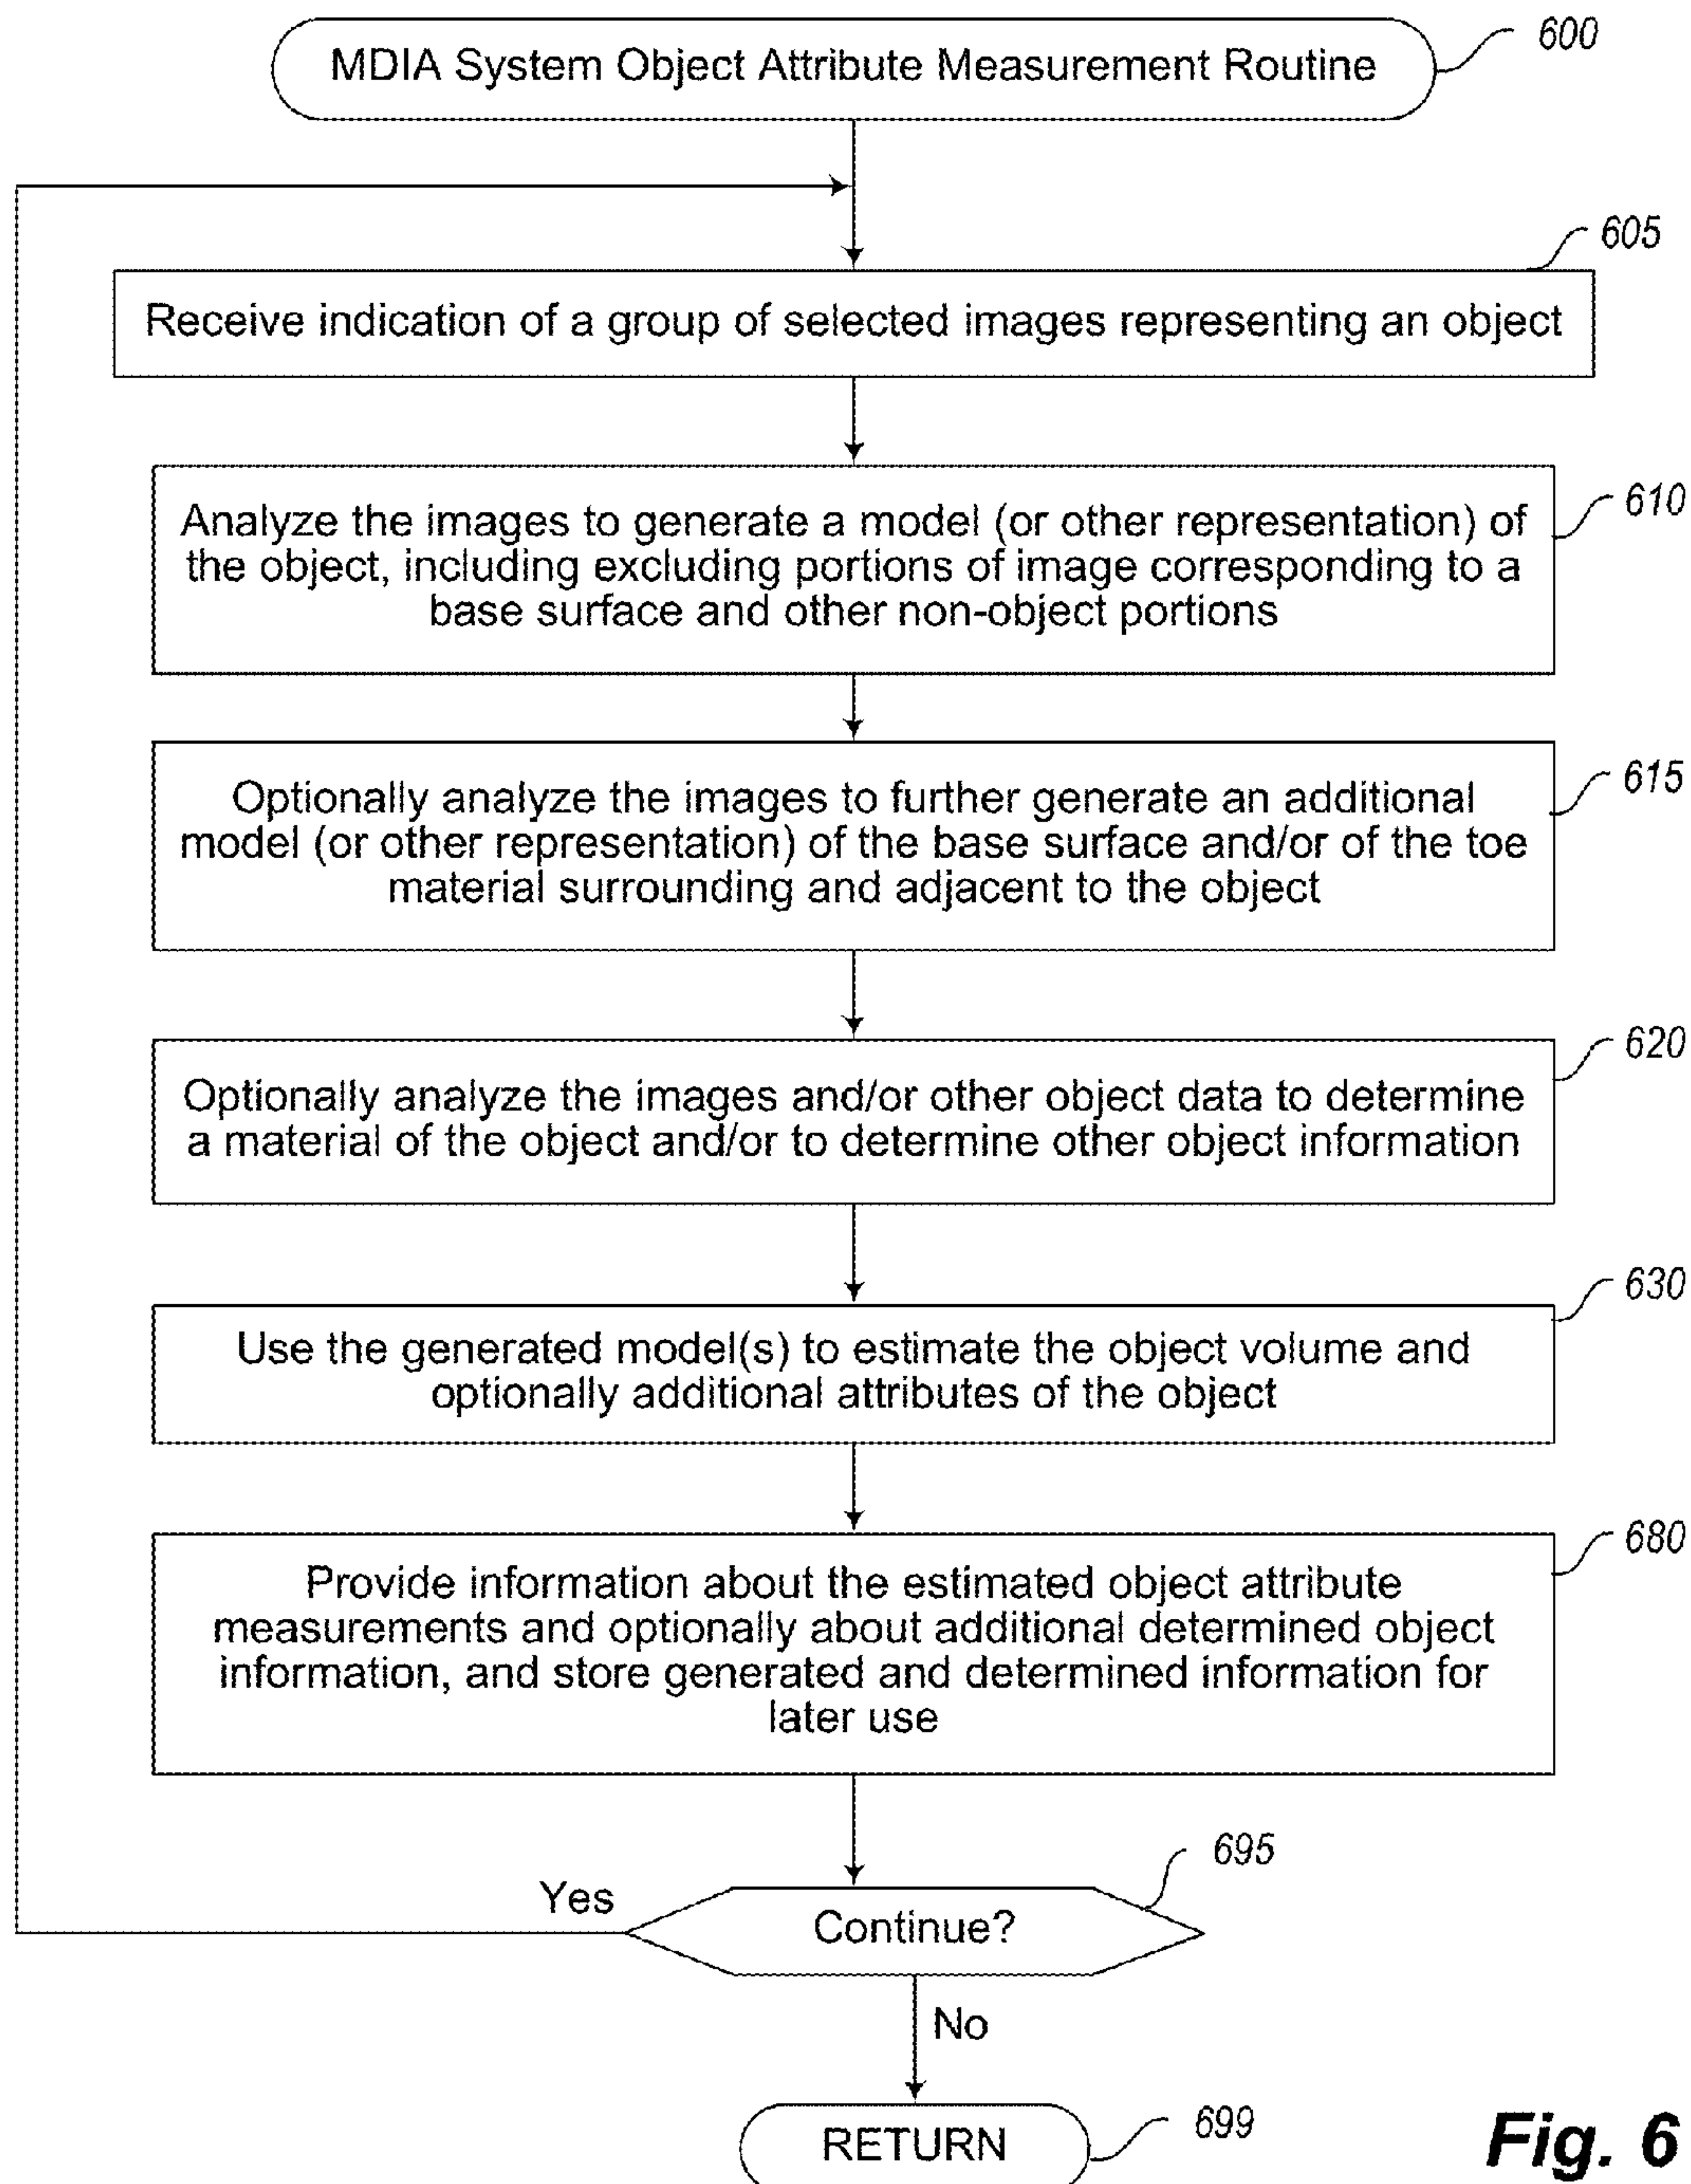 MDIA System Object Attribute Measurement Routine
600
605
Receive indication of a group of selected images representing an object
610
Analyze the images to generate a model (or other representation) of
the object, including excluding portions of image corresponding to a
base surface and other non-object portions
615
Optionally analyze the images to further generate an additional
model (or other representation) of the base surface and/or of the toe
material surrounding and adjacent to the object
620
Optionally analyze the images and/or other object data to determine
a material of the object and/or to determine other object information
630
Use the generated model(s) to estimate the object volume and
optionally additional attributes of the object
680
Provide information about the estimated object attribute
measurements and optionally about additional determined object
information, and store generated and determined information for
later use
695
Yes
Continue?
No
RETURN
699
Fig. 6